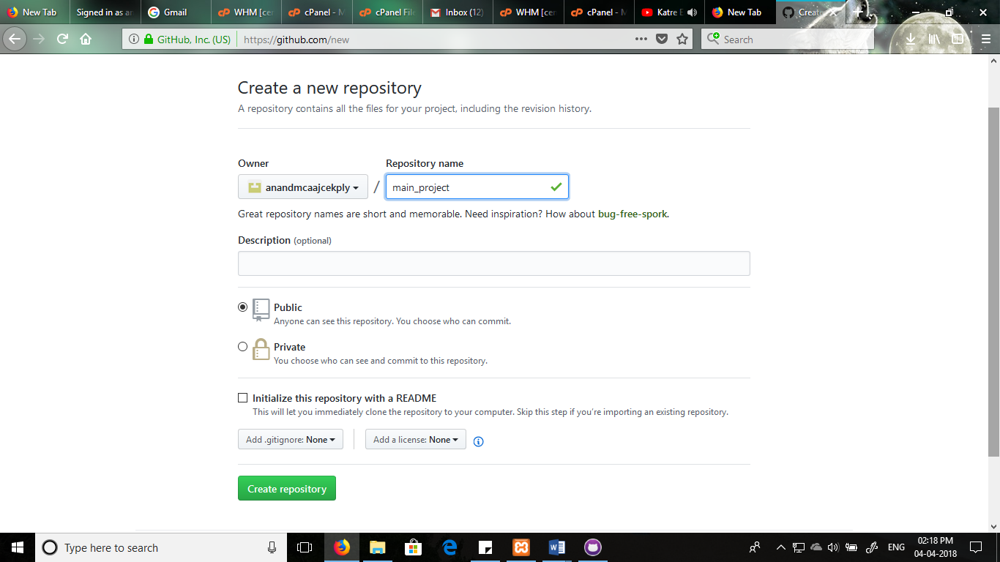 New Tab
Signed in as ar
Gmail
WHM [cer
cPanel - M
cPanel File
Inbox (12)
WHM [cer
cPanel - M
Katre E
New Tab
Create
GitHub, Inc. (US)
https://github.com/new
Search
Create a new repository
A repository contains all the files for your project, including the revision history.
Owner
Repository name
anandmcaajcekply
/
main_project
Great repository names are short and memorable. Need inspiration? How about bug-free-spork.
Description (optional)
Public
Anyone can see this repository. You choose who can commit.
Private
You choose who can see and commit to this repository.
Initialize this repository with a README
This will let you immediately clone the repository to your computer. Skip this step if you're importing an existing repository.
Add .gitignore: None
Add a license: None
Create repository
Type here to search
ENG
02:18 PM
04-04-2018